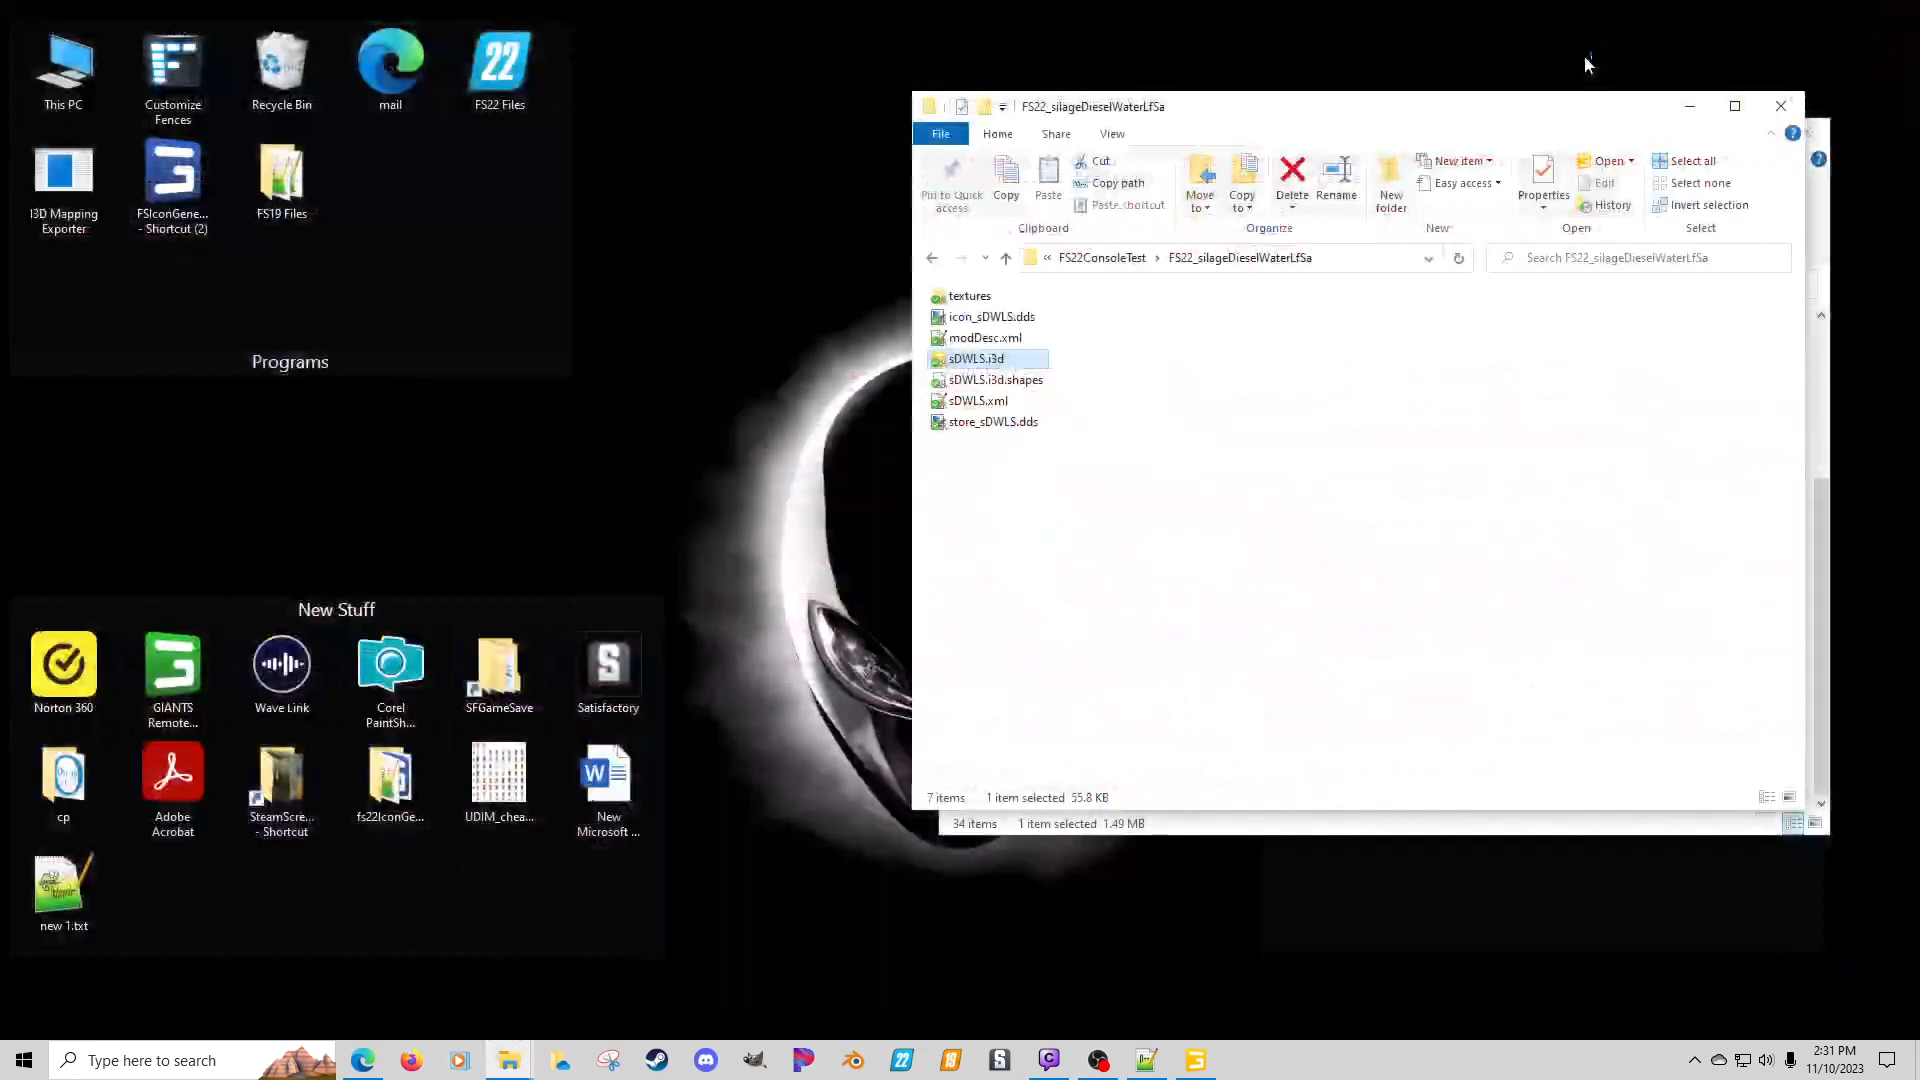 This PC
Customize
Fences
Recycle Bin
mail
FS22 Files
I3D Mapping
Exporter
FSIconGene...
- Shortcut (2)
FS19 Files
Programs
FS22_silageDieselWaterLfSa
File
Home
Share
View
Pin to Quick
access
Copy
Paste
Cut
Copy path
Paste shortcut
Clipboard
Move
to
Copy
to
Delete
Rename
Organize
New
folder
New item
Easy access
New
Properties
Open
Edit
History
Open
Select all
Select none
Invert selection
Select
FS22ConsoleTest
FS22_silageDieselWaterLfSa
Search FS22_silageDieselWaterLfSa
textures
icon_sDWLS.dds
modDesc.xml
sDWLS.i3d
sDWLS.i3d.shapes
sDWLS.xml
store_sDWLS.dds
7 items
1 item selected 55.8 KB
34 items
1 item selected 1.49 MB
New Stuff
Norton 360
GIANTS
Remote...
Wave Link
Corel
PaintSh...
SFGameSave
Satisfactory
cp
Adobe
Acrobat
SteamScre...
- Shortcut
fs22IconGe...
UDIM_chea...
New
Microsoft ...
new 1.txt
Type here to search
2:31 PM
11/10/2023